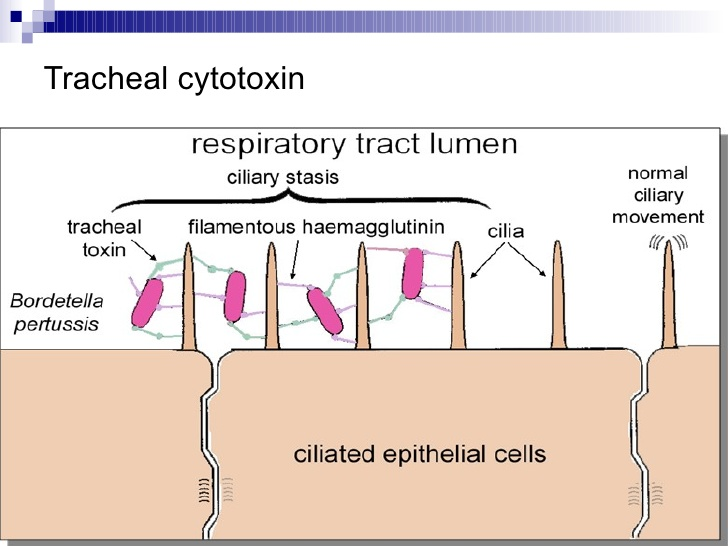 Tracheal cytotoxin
respiratory tract lumen
ciliary stasis
normal
ciliary
movement
tracheal
toxin
filamentous haemagglutinin
cilia
Bordetella
pertussis
ciliated epithelial cells